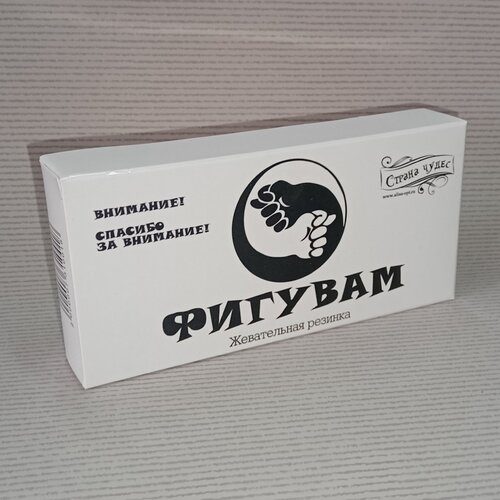 ВНИМАНИЕ!
СПАСИБО
ЗА ВНИМАНИЕ!
СТРАНА ЧУДЕС
ФИГУВАМ
Жевательная резинка